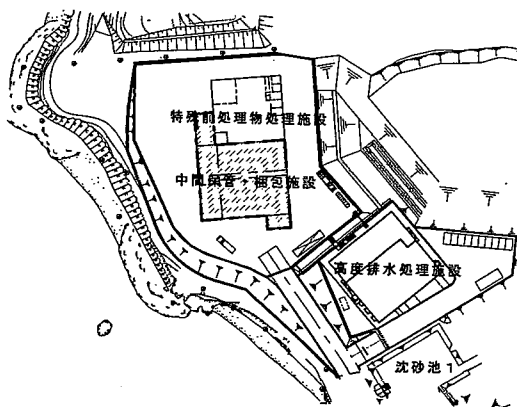 特殊前処理物処理施設
中間保管・梱包施設
高度排水処理施設
沈砂池1